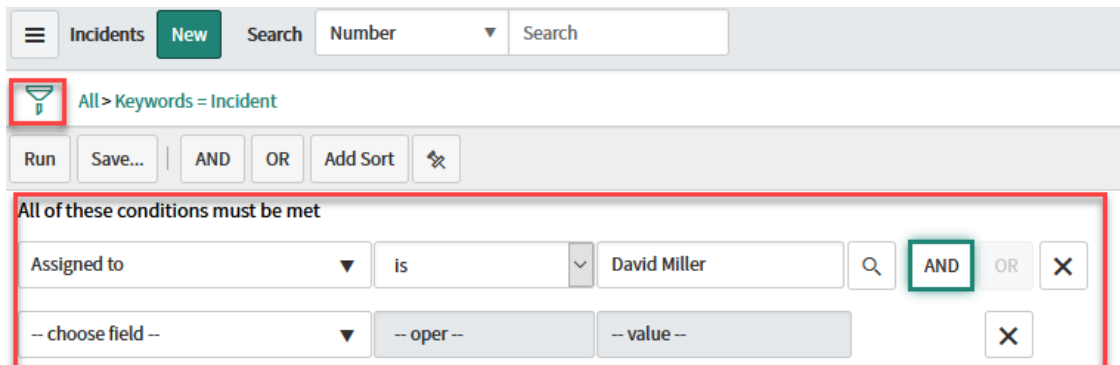 Incidents New Search Number Search
All > Keywords = Incident
Run Save... AND OR Add Sort
All of these conditions must be met
Assigned to is David Miller AND OR
-- choose field -- -- oper -- -- value --